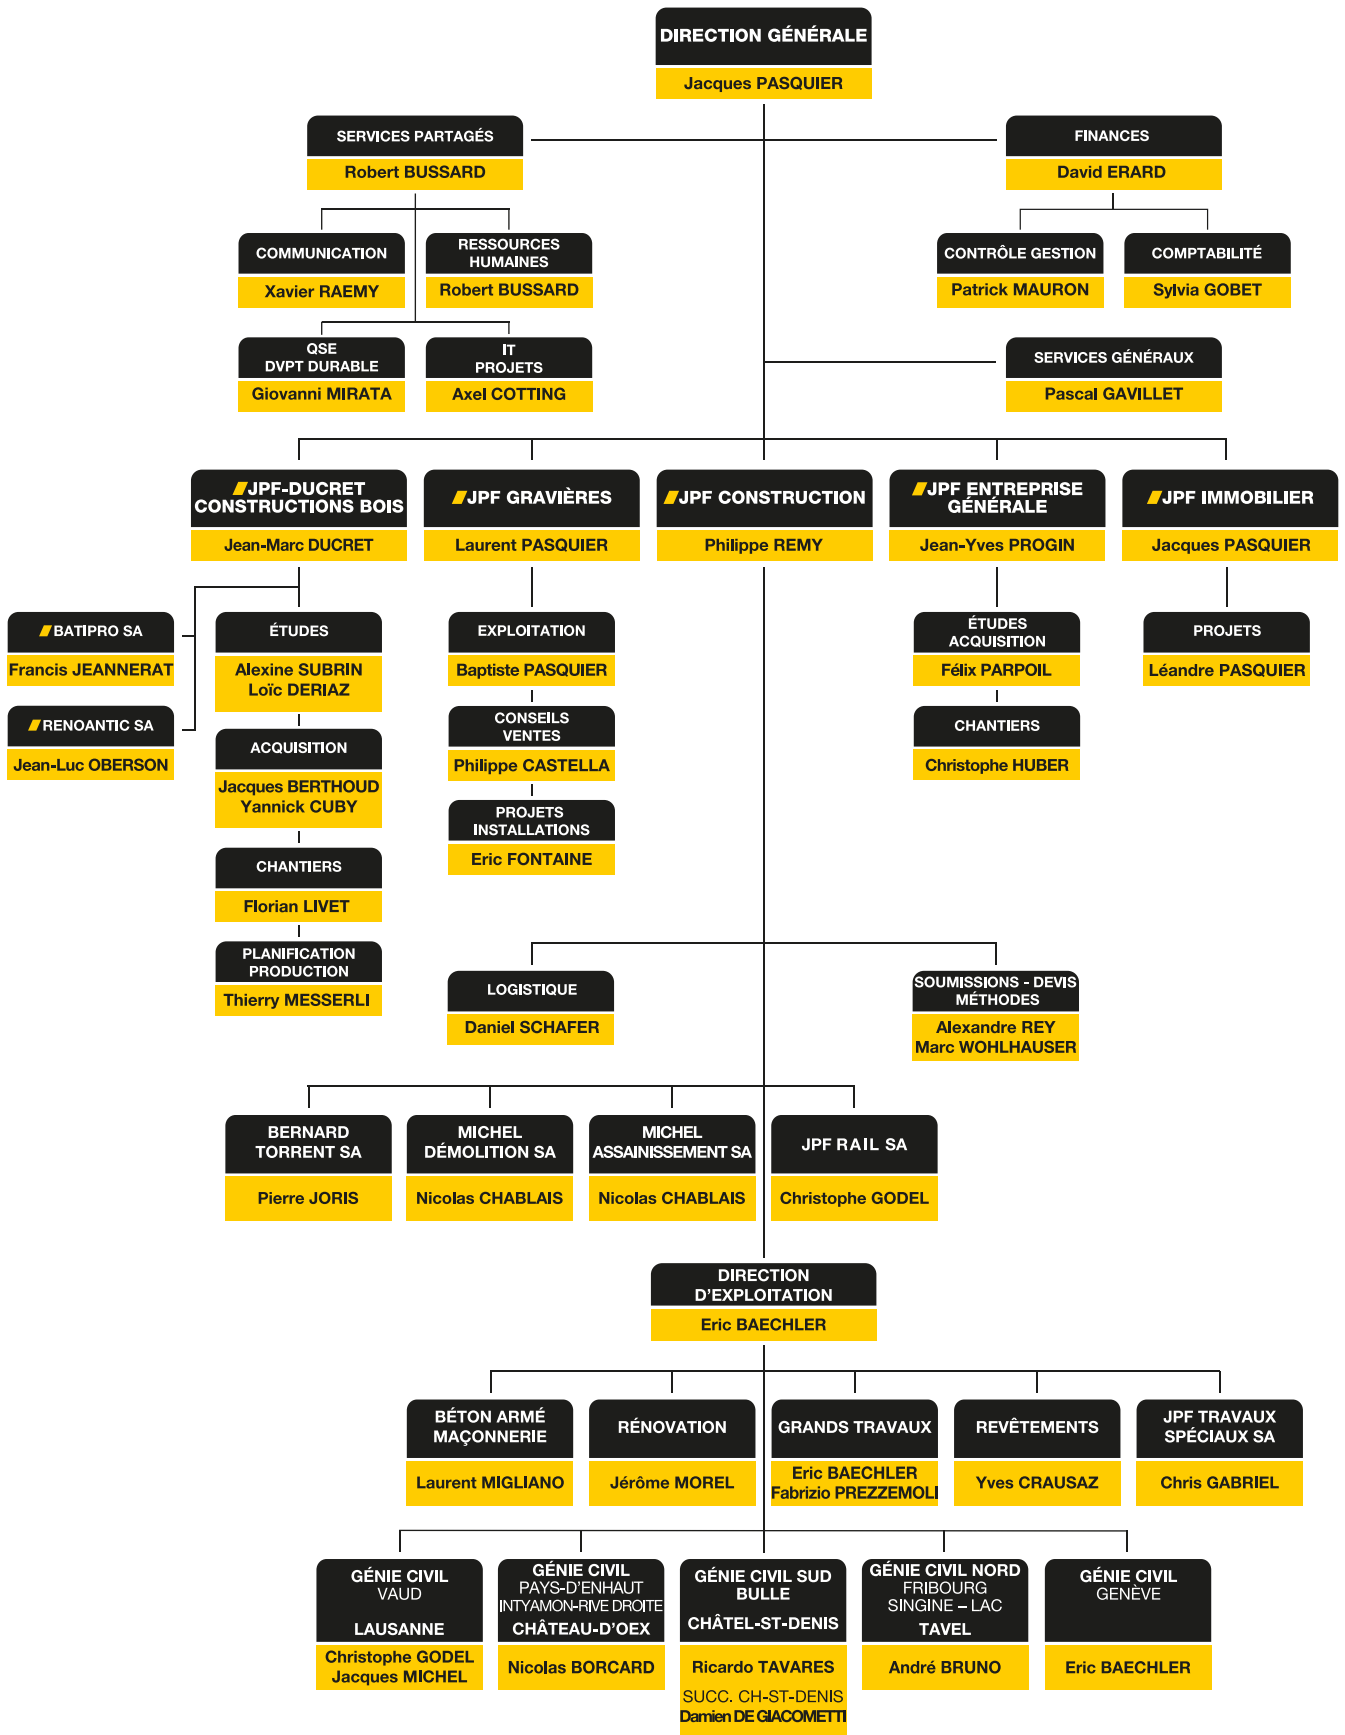 DIRECTION GÉNÉRALE
Jacques PASQUIER
SERVICES PARTAGÉS
Robert BUSSARD
FINANCES
David ERARD
COMMUNICATION
Xavier RAEMY
RESSOURCES
HUMAINES
Robert BUSSARD
CONTRÔLE GESTION
Patrick MAURON
COMPTABILITÉ
Sylvia GOBET
QSE
DVPT DURABLE
Giovanni MIRATA
IT
PROJETS
Axel COTTING
SERVICES GÉNÉRAUX
Pascal GAVILLET
JPF-DUCRET
CONSTRUCTIONS BOIS
Jean-Marc DUCRET
JPF GRAVIÈRES
Laurent PASQUIER
JPF CONSTRUCTION
Philippe REMY
JPF ENTREPRISE
GÉNÉRALE
Jean-Yves PROGIN
JPF IMMOBILIER
Jacques PASQUIER
BATIPRO SA
Francis JEANNERAT
RENOANTIC SA
Jean-Luc OBERSON
ÉTUDES
Alexine SUBRIN
Loïc DERIAZ
ACQUISITION
Jacques BERTHOUD
Yannick CUBY
CHANTIERS
Florian LIVET
PLANIFICATION
PRODUCTION
Thierry MESSERLI
EXPLOITATION
Baptiste PASQUIER
CONSEILS
VENTES
Philippe CASTELLA
PROJETS
INSTALLATIONS
Eric FONTAINE
ÉTUDES
ACQUISITION
Félix PARPOIL
CHANTIERS
Christophe HUBER
PROJETS
Léandre PASQUIER
LOGISTIQUE
Daniel SCHAFER
SOUMISSIONS - DEVIS
MÉTHODES
Alexandre REY
Marc WOHLHAUSER
BERNARD
TORRENT SA
Pierre JORIS
MICHEL
DÉMOLITION SA
Nicolas CHABLAIS
MICHEL
ASSAINISSEMENT SA
Nicolas CHABLAIS
JPF RAIL SA
Christophe GODEL
DIRECTION
D'EXPLOITATION
Eric BAECHLER
BÉTON ARMÉ
MAÇONNERIE
Laurent MIGLIANO
RÉNOVATION
Jérôme MOREL
GRANDS TRAVAUX
Eric BAECHLER
Fabrizio PREZZEMOLI
REVÊTEMENTS
Yves CRAUSAZ
JPF TRAVAUX
SPÉCIAUX SA
Chris GABRIEL
GÉNIE CIVIL
VAUD
LAUSANNE
Christophe GODEL
Jacques MICHEL
GÉNIE CIVIL
PAYS-D'ENHAUT
INTYAMON-RIVE DROITE
CHÂTEAU-D'OEX
Nicolas BORCARD
GÉNIE CIVIL SUD
BULLE
CHÂTEL-ST-DENIS
Ricardo TAVARES
SUCC. CH-ST-DENIS
Damien DE GIACOMETTI
GÉNIE CIVIL NORD
FRIBOURG
SINGINE – LAC
TAVEL
André BRUNO
GÉNIE CIVIL
GENÈVE
Eric BAECHLER